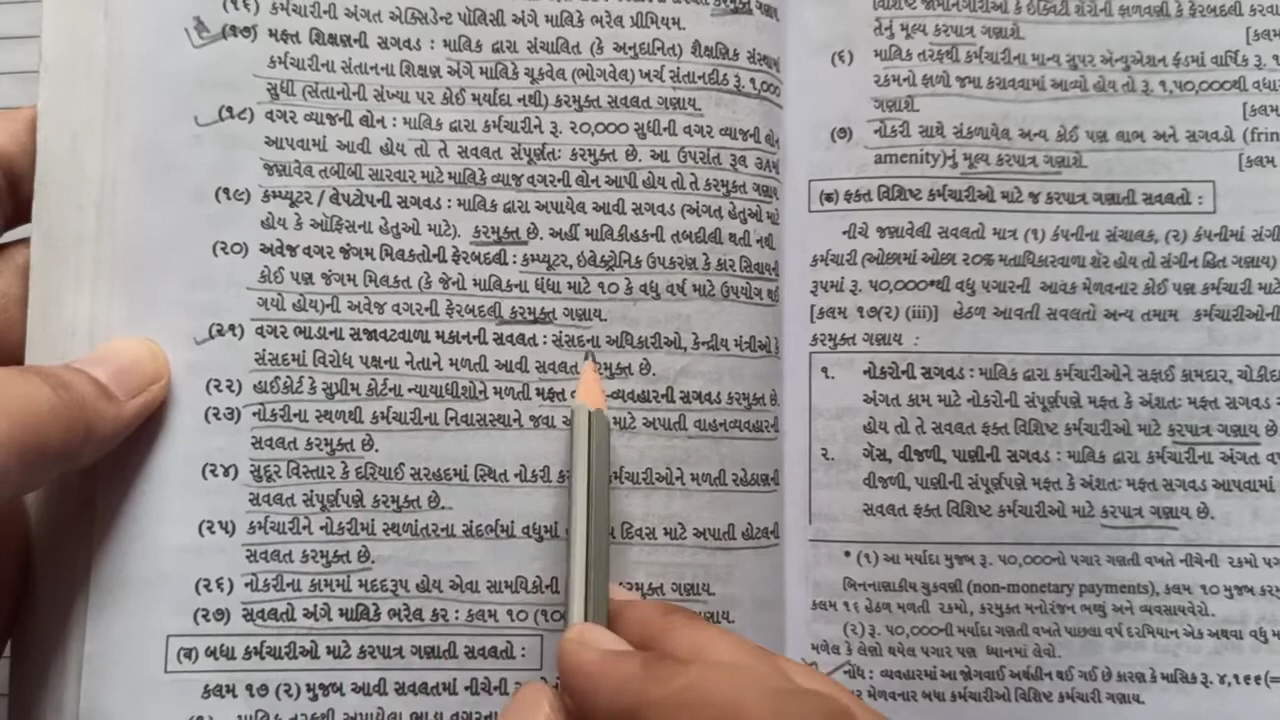 (૧૬) કર્મચારીની અંગત એક્સિડેન્ટ પૉલિસી અંગે માલિકે ભરેલ પ્રીમિયમ.
(૧૭) મફત શિક્ષણની સગવડ : માલિક દ્વારા સંચાલિત (કે અનુદાનિત) શૈક્ષણિક સંસ્થામાં
કર્મચારીના સંતાનના શિક્ષણ અંગે માલિકે ચૂકવેલ (ભોગવેલ) ખર્ચ સંતાનદીઠ રૂ. ૧,૦૦૦
સુધી (સંતાનોની સંખ્યા પર કોઈ મર્યાદા નથી) કરમુક્ત સવલત ગણાય.
(૧૮) વગર વ્યાજની લોન : માલિક દ્વારા કર્મચારીને રૂ. ૨૦,૦૦૦ સુધીની વગર વ્યાજની લોન
આપવામાં આવી હોય તો તે સવલત સંપૂર્ણતઃ કરમુક્ત છે. આ ઉપરાંત રૂલ ૩Aમાં
જણાવેલ તબીબી સારવાર માટે માલિકે વ્યાજ વગરની લોન આપી હોય તો તે કરમુક્ત ગણાય
(૧૯) કમ્પ્યૂટર / લેપટોપની સગવડ : માલિક દ્વારા અપાયેલ આવી સગવડ (અંગત હેતુઓ માટે
હોય કે ઑફિસના હેતુઓ માટે). કરમુક્ત છે. અહીં માલિકીહકની તબદીલી થતી નથી.
(૨૦) અવેજ વગર જંગમ મિલકતોની ફેરબદલી : કમ્પ્યૂટર, ઇલેક્ટ્રોનિક ઉપકરણ કે કાર સિવાયની
કોઈ પણ જંગમ મિલકત (કે જેનો માલિકના ધંધા માટે ૧૦ કે વધુ વર્ષ માટે ઉપયોગ થઈ
ગયો હોય)ની અવેજ વગરની ફેરબદલી કરમુક્ત ગણાય.
(૨૧) વગર ભાડાના સજાવટવાળા મકાનની સવલત : સંસદના અધિકારીઓ, કેન્દ્રીય મંત્રીઓ કે
સંસદમાં વિરોધ પક્ષના નેતાને મળતી આવી સવલત કરમુક્ત છે.
(૨૨) હાઈકોર્ટ કે સુપ્રીમ કોર્ટના ન્યાયાધીશોને મળતી મફત -વ્યવહારની સગવડ કરમુક્ત છે.
(૨૩) નોકરીના સ્થળથી કર્મચારીના નિવાસસ્થાને જવા માટે અપાતી વાહનવ્યવહારની
સવલત કરમુક્ત છે.
(૨૪) સુદૂર વિસ્તાર કે દરિયાઈ સરહદમાં સ્થિત નોકરી કર્મચારીઓને મળતી રહેઠાણની
સવલત સંપૂર્ણપણે કરમુક્ત છે.
(૨૫) કર્મચારીને નોકરીમાં સ્થળાંતરના સંદર્ભમાં વધુમાં દિવસ માટે અપાતી હોટલની
સવલત કરમુક્ત છે.
(૨૬) નોકરીના કામમાં મદદરૂપ હોય એવા સામયિકોની કરમુક્ત ગણાય.
(૨૭) સવલતો અંગે માલિકે ભરેલ કર : કલમ ૧૦ (10 ગણાય.
(વ) બધા કર્મચારીઓ માટે કરપાત્ર ગણાતી સવલતો :
કલમ ૧૭ (૨) મુજબ આવી સવલતમાં નીચેની
તેનું મૂલ્ય કરપાત્ર ગણાશે. [કલમ
(૬) માલિક તરફથી કર્મચારીના માન્ય સુપર ઍન્યુએશન ફંડમાં વાર્ષિક રૂ.
રકમનો ફાળો જમા કરાવવામાં આવ્યો હોય તો રૂ. ૧,૫૦,૦૦૦થી વધારા
ગણાશે. [કલમ
(૭) નોકરી સાથે સંકળાયેલ અન્ય કોઈ પણ લાભ અને સગવડો (frin
amenity)નું મૂલ્ય કરપાત્ર ગણાશે. [કલમ
(ક) ફક્ત વિશિષ્ટ કર્મચારીઓ માટે જ કરપાત્ર ગણાતી સવલતો :
નીચે જણાવેલી સવલતો માત્ર (૧) કંપનીના સંચાલક, (૨) કંપનીમાં સંગી
કર્મચારી (ઓછામાં ઓછા ૨૦% મતાધિકારવાળા શેર હોય તો સંગીન હિત ગણાય)
રૂપમાં રૂ. ૫૦,૦૦૦*થી વધુ પગારની આવક મેળવનાર કોઈ પણ કર્મચારી માટે
[કલમ ૧૭(૨) (iii)] હેઠળ આવતી સવલતો અન્ય તમામ કર્મચારીઓની
કરમુક્ત ગણાય :
૧. નોકરોની સગવડ : માલિક દ્વારા કર્મચારીઓને સફાઈ કામદાર, ચોકીદા
અંગત કામ માટે નોકરોની સંપૂર્ણપણે મફત કે અંશતઃ મફત સગવડ
હોય તો તે સવલત ફક્ત વિશિષ્ટ કર્મચારીઓ માટે કરપાત્ર ગણાય છે
૨. ગૅસ, વીજળી, પાણીની સગવડ : માલિક દ્વારા કર્મચારીના અંગત વ
વીજળી, પાણીની સંપૂર્ણપણે મફત કે અંશતઃ મફત સગવડ આપવામાં
સવલત ફક્ત વિશિષ્ટ કર્મચારીઓ માટે કરપાત્ર ગણાય છે.
* (૧) આ મર્યાદા મુજબ રૂ. ૫૦,૦૦૦નો પગાર ગણતી વખતે નીચેની રકમો
બિનનાણાકીય ચુકવણી (non-monetary payments), કલમ ૧૦ મુજબ
કલમ ૧૬ હેઠળ મળતી રકમો, કરમુક્ત મનોરંજન ભથ્થું અને વ્યવસાયવેરો.
(૨) રૂ. ૫૦,૦૦૦ની મર્યાદા ગણતી વખતે પાછલા વર્ષ દરમિયાન એક અથવા વધુ
મળેલ કે લેણો થયેલ પગાર પણ ધ્યાનમાં લેવો.
નોંધ : વ્યવહારમાં આ જોગવાઈ અર્થહીન થઈ ગઈ છે કારણ કે માસિક રૂ. ૪,૧૬૬ (=
મેળવનાર બધા કર્મચારીઓ વિશિષ્ટ કર્મચારી ગણાય.